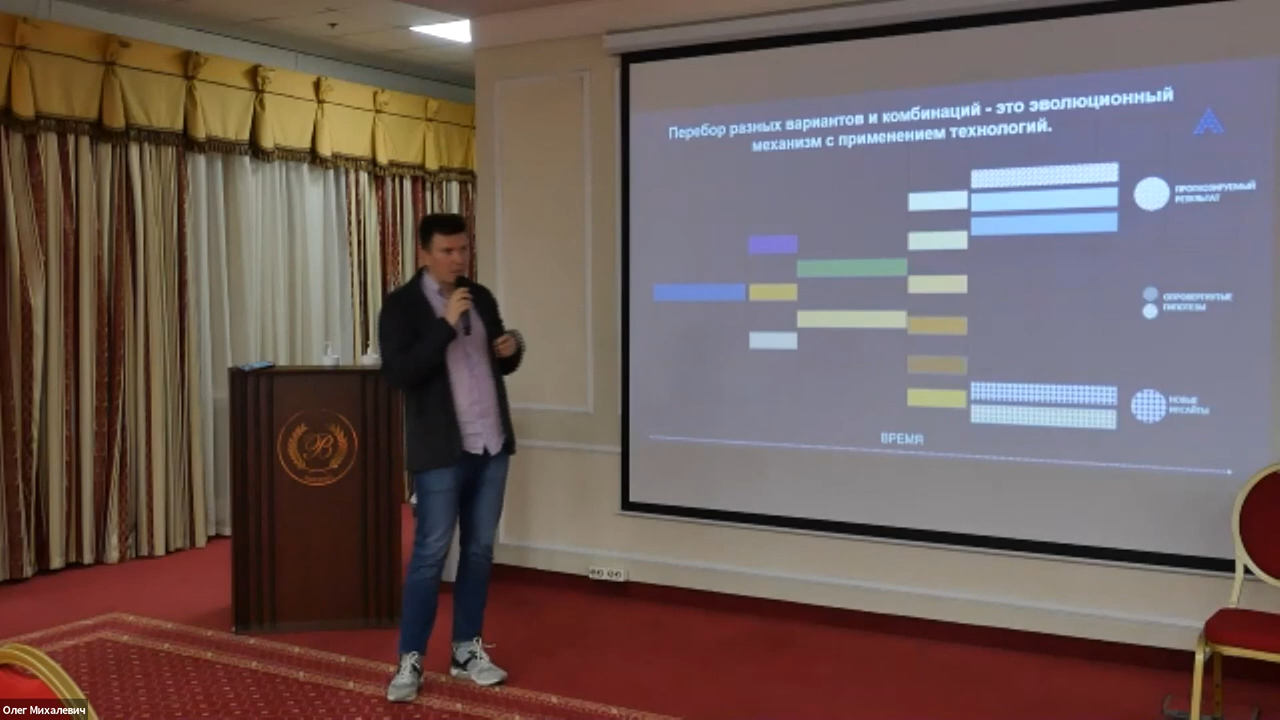 Перебор разных вариантов и комбинаций - это эволюционный
механизм с применением технологий.
ПРОГНОЗИРУЕМЫЙ
РЕЗУЛЬТАТ
ОПРОВЕРГНУТЫЕ
ГИПОТЕЗЫ
НОВЫЕ
ИНСАЙТЫ
ВРЕМЯ
В
Олег Михалевич